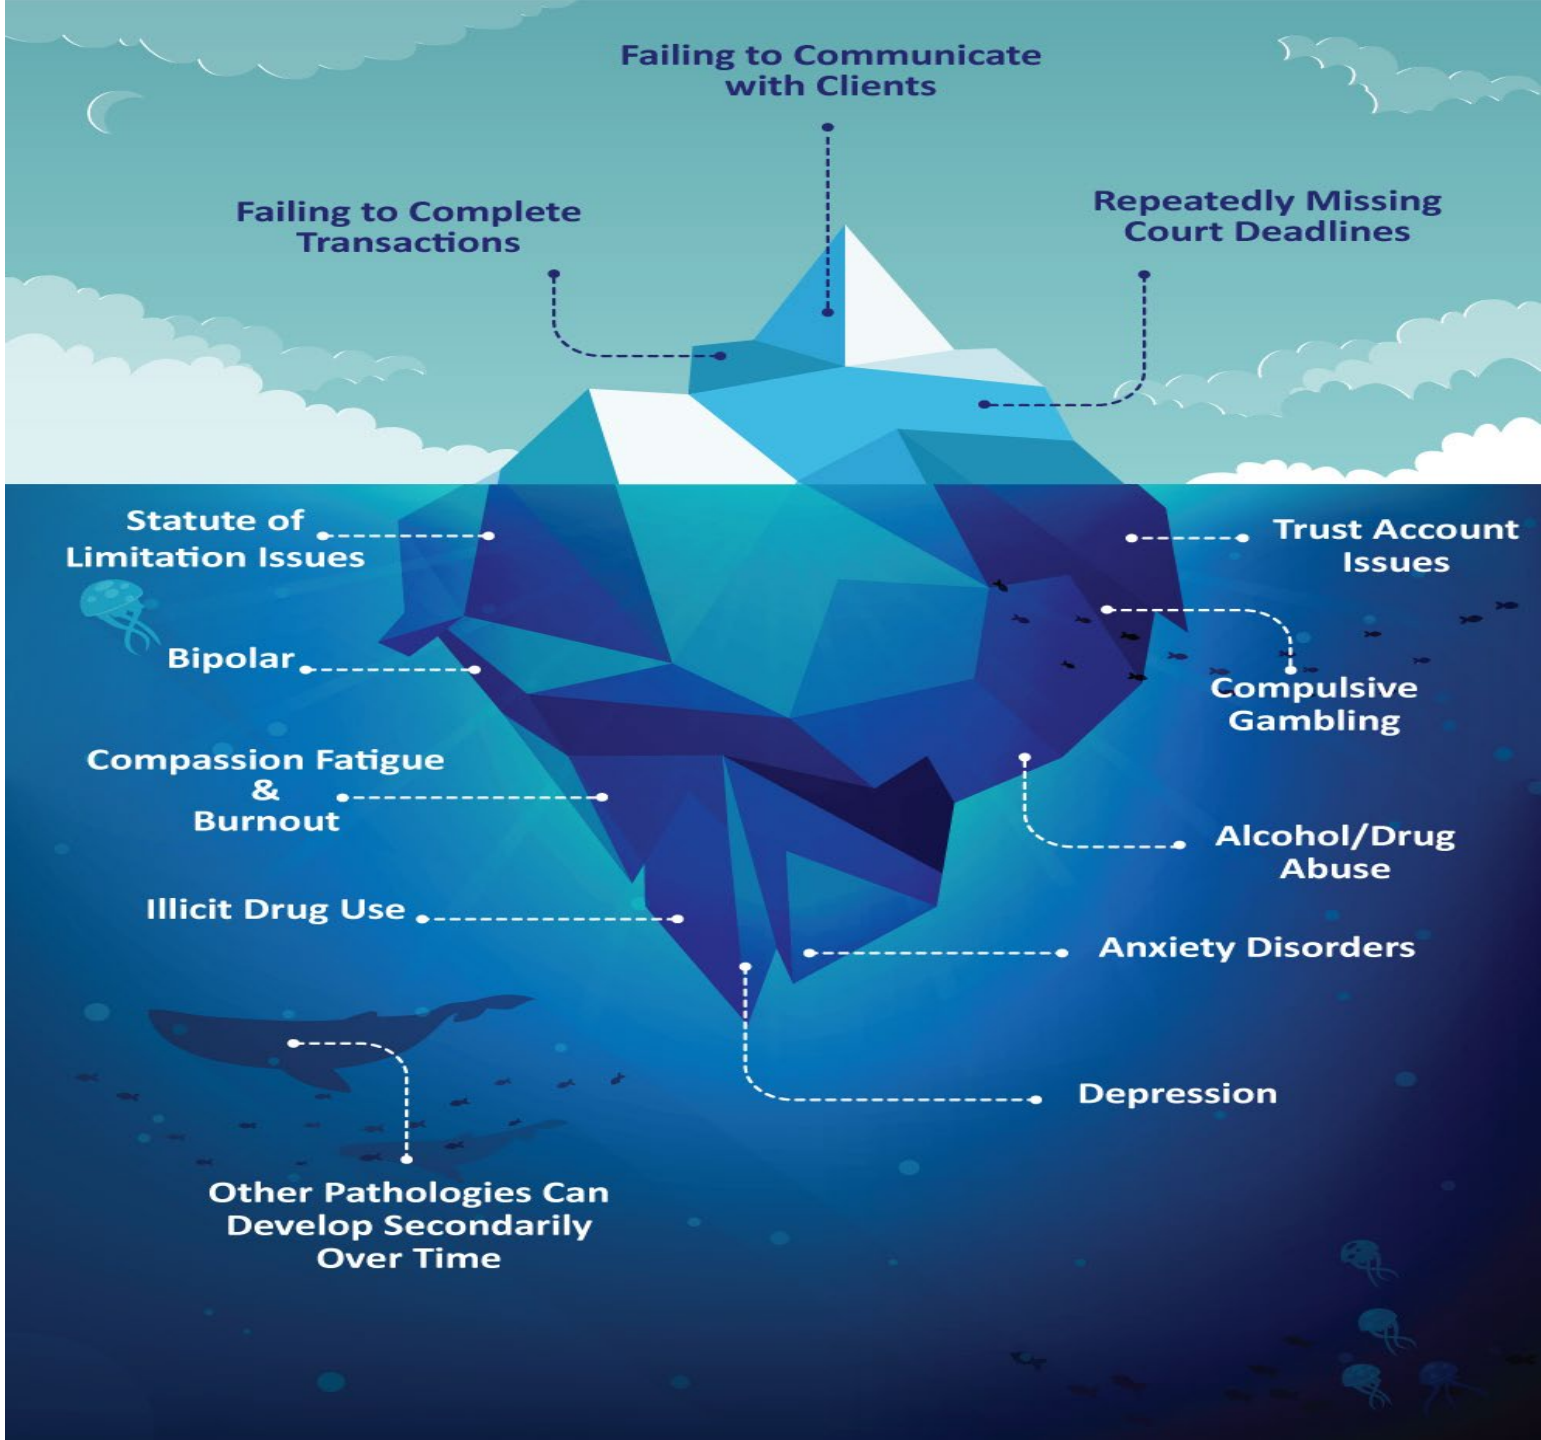 Failing to Communicate
with Clients
Failing to Complete
Transactions
Repeatedly Missing
Court Deadlines
Statute of
Limitation Issues
Trust Account
Issues
Bipolar
Compulsive
Gambling
Compassion Fatigue
&
Burnout
Alcohol/Drug
Abuse
Illicit Drug Use
Anxiety Disorders
Depression
Other Pathologies Can
Develop Secondarily
Over Time